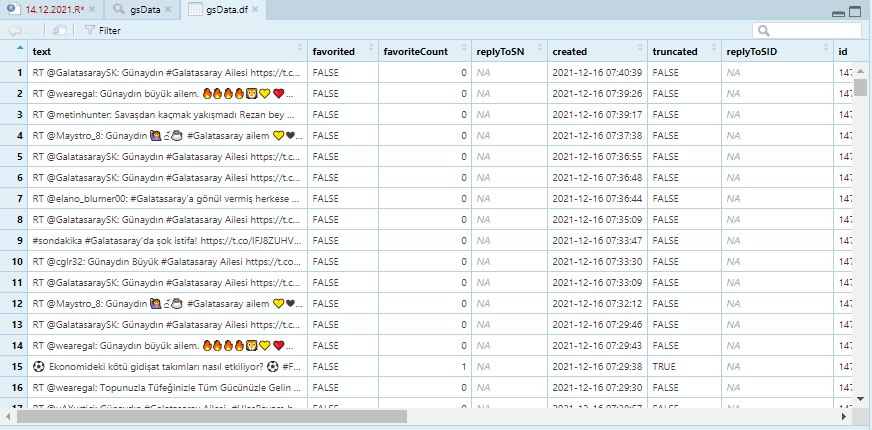 14.12.2021.R* gsData gsData.df
Filter
text favorited favoriteCount replyToSN created truncated replyToSID id
1 RT @GalatasaraySK: Günaydın #Galatasaray Ailesi https://t.c... FALSE 0 NA 2021-12-16 07:40:39 FALSE NA 147
2 RT @wearegal: Günaydın büyük ailem. 🔥🔥🔥🔥🦁💛❤️... FALSE 0 NA 2021-12-16 07:39:26 FALSE NA 147
3 RT @metinhunter: Savaşdan kaçmak yakışmadı Rezan bey ... FALSE 0 NA 2021-12-16 07:39:17 FALSE NA 147
4 RT @Maystro_8: Günaydın #Galatasaray ailem 💛🖤... FALSE 0 NA 2021-12-16 07:37:38 FALSE NA 147
5 RT @GalatasaraySK: Günaydın #Galatasaray Ailesi https://t.c... FALSE 0 NA 2021-12-16 07:36:55 FALSE NA 147
6 RT @GalatasaraySK: Günaydın #Galatasaray Ailesi https://t.c... FALSE 0 NA 2021-12-16 07:36:48 FALSE NA 147
7 RT @elano_blumer00: #Galatasaray'a gönül vermiş herkese ... FALSE 0 NA 2021-12-16 07:36:44 FALSE NA 147
8 RT @GalatasaraySK: Günaydın #Galatasaray Ailesi https://t.c... FALSE 0 NA 2021-12-16 07:35:09 FALSE NA 147
9 #sondakika #Galatasaray'da şok istifa! https://t.co/IFJ8ZUHV... FALSE 0 NA 2021-12-16 07:33:47 FALSE NA 147
10 RT @cglr32: Günaydın Büyük #Galatasaray Ailesi https://t.co... FALSE 0 NA 2021-12-16 07:33:30 FALSE NA 147
11 RT @GalatasaraySK: Günaydın #Galatasaray Ailesi https://t.c... FALSE 0 NA 2021-12-16 07:33:09 FALSE NA 147
12 RT @Maystro_8: Günaydın #Galatasaray ailem 💛🖤... FALSE 0 NA 2021-12-16 07:32:12 FALSE NA 147
13 RT @GalatasaraySK: Günaydın #Galatasaray Ailesi https://t.c... FALSE 0 NA 2021-12-16 07:29:46 FALSE NA 147
14 RT @wearegal: Günaydın büyük ailem. 🔥🔥🔥🔥🦁💛❤️... FALSE 0 NA 2021-12-16 07:29:43 FALSE NA 147
15 ⚽ Ekonomideki kötü gidişat takımları nasıl etkiliyor? ⚽ #F... FALSE 1 NA 2021-12-16 07:29:38 TRUE NA 147
16 RT @wearegal: Topunuzla Tüfeğinizle Tüm Gücünüzle Gelin ... FALSE 0 NA 2021-12-16 07:29:30 FALSE NA 147